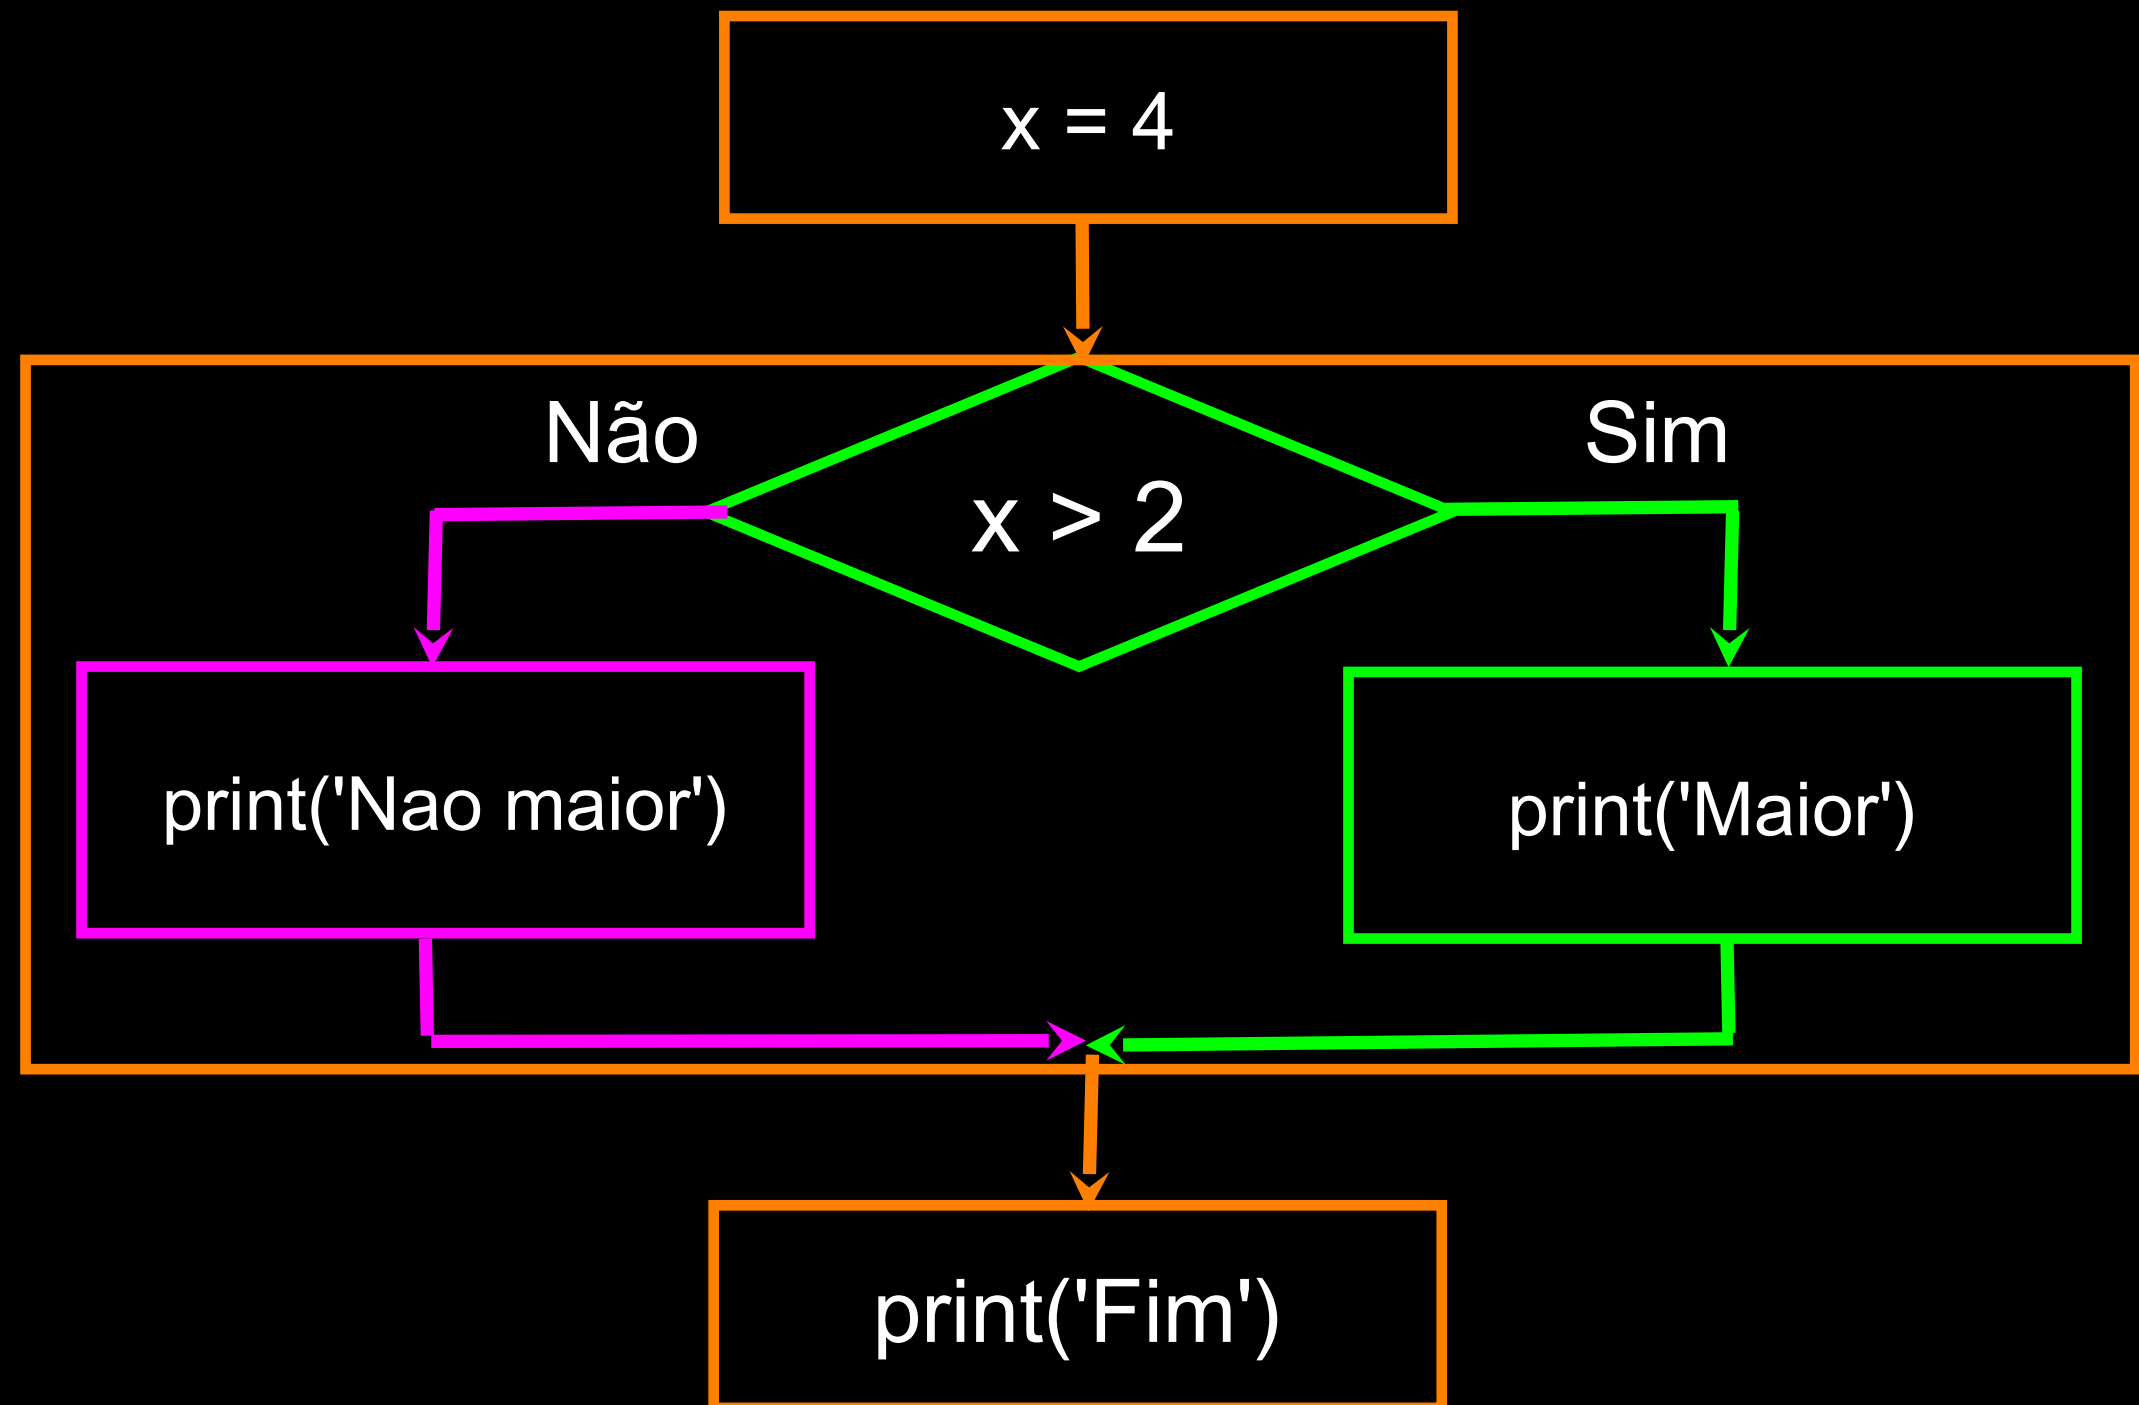 x = 4
Não
Sim
x > 2
print('Nao maior')
print('Maior')
print('Fim')